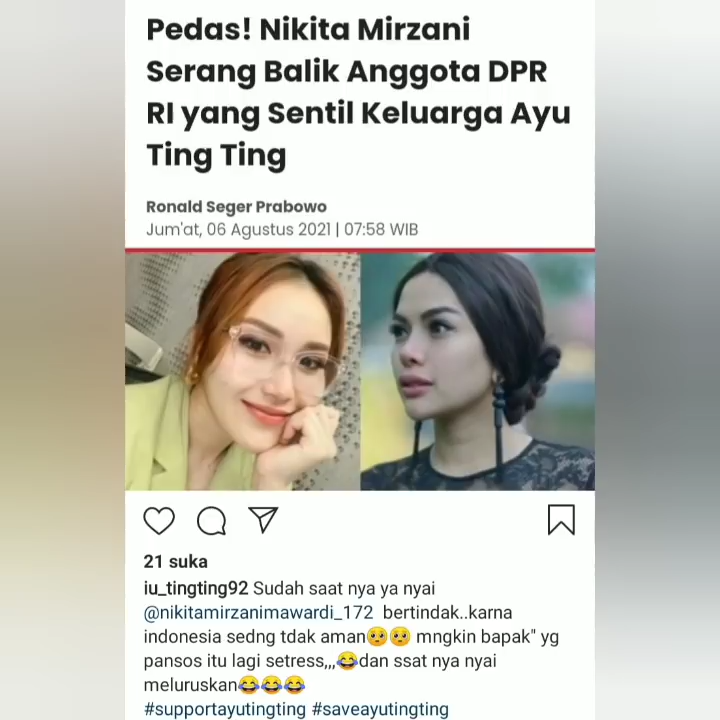 Pedas! Nikita Mirzani
Serang Balik Anggota DPR
RI yang Sentil Keluarga Ayu
Ting Ting
Ronald Seger Prabowo
Jum'at, 06 Agustus 2021 | 07:58 WIB
21 suka
iu_tingting92 Sudah saat nya ya nyai
@nikitamirzanimawardi_172 bertindak..karna
indonesia sedng tdak aman🥺🥺 mngkin bapak" yg
pansos itu lagi setress,,,😂dan ssat nya nyai
meluruskan😂😂😂
#supportayutingting #saveayutingting